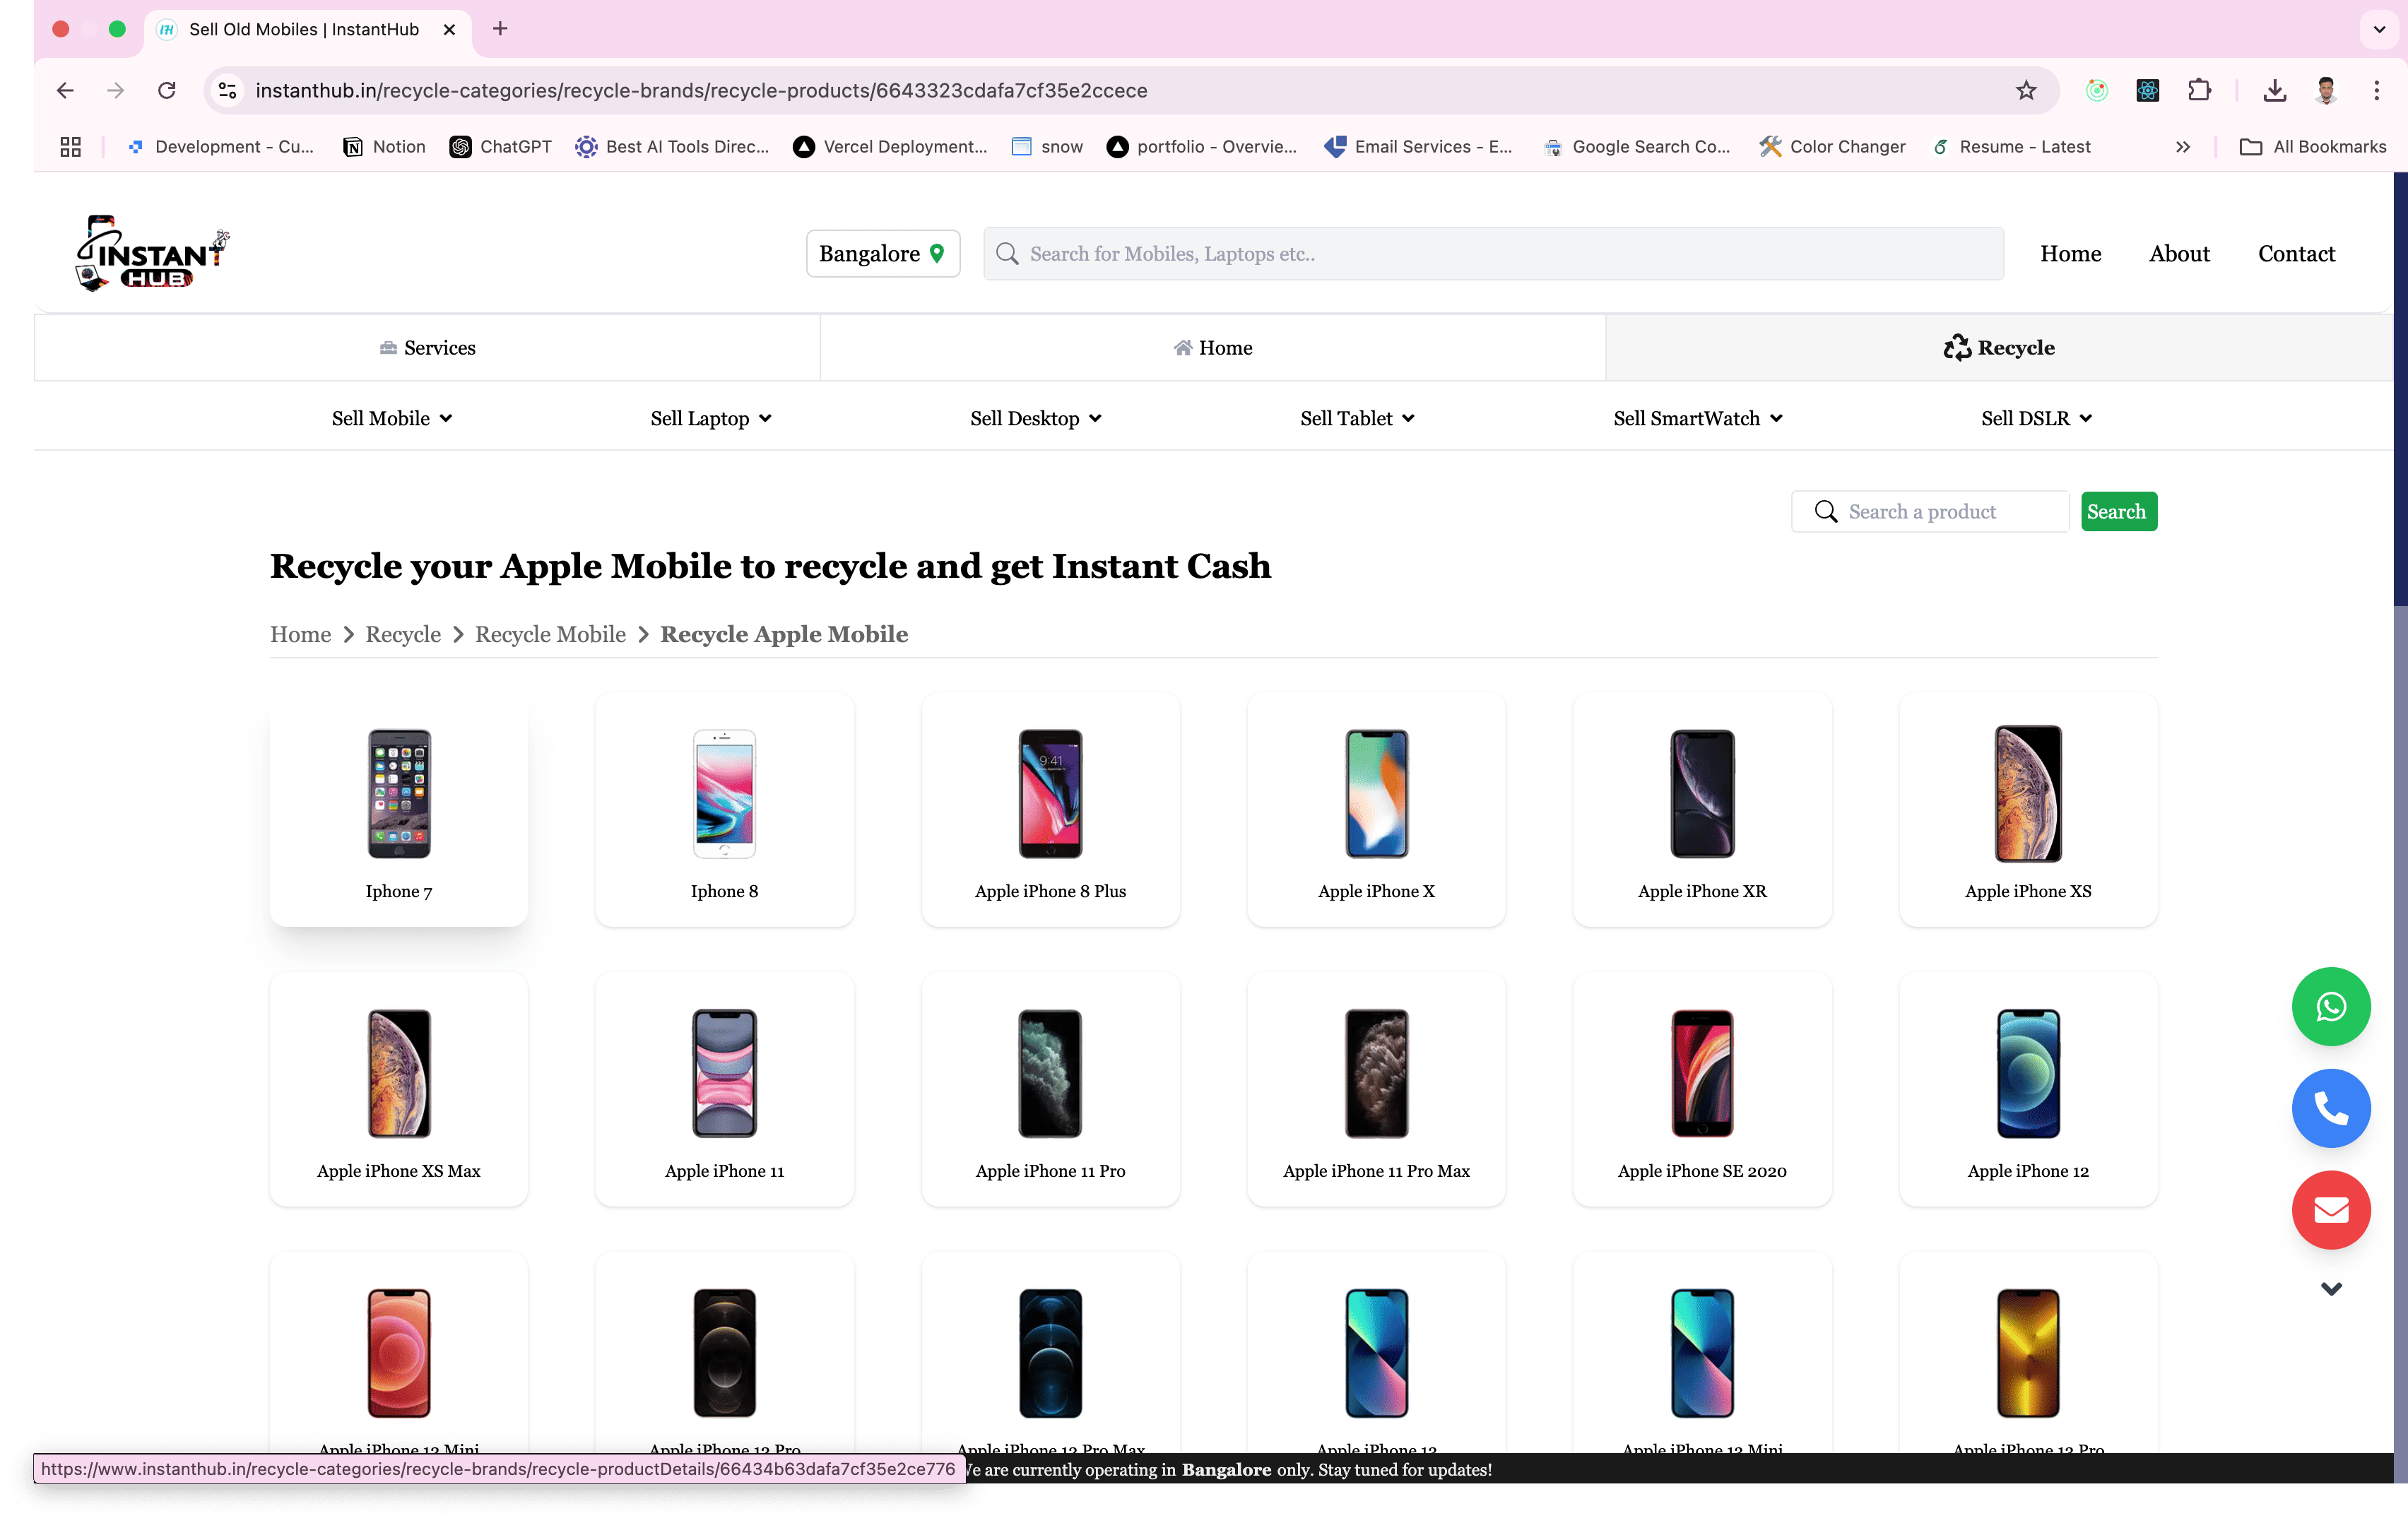 Sell Old Mobiles | InstantHub
instanthub.in/recycle-categories/recycle-brands/recycle-products/6643323cdafa7cf35e2ccece
Development - Cu... Notion ChatGPT Best AI Tools Direc... Vercel Deployment... snow portfolio - Overvie... Email Services - E... Google Search Co... Color Changer Resume - Latest All Bookmarks
INSTANT
HUB
Bangalore Search for Mobiles, Laptops etc.. Home About Contact
Services Home Recycle
Sell Mobile Sell Laptop Sell Desktop Sell Tablet Sell SmartWatch Sell DSLR
Search a product Search
Recycle your Apple Mobile to recycle and get Instant Cash
Home > Recycle > Recycle Mobile > Recycle Apple Mobile
9:41
Iphone 7 Iphone 8 Apple iPhone 8 Plus Apple iPhone X Apple iPhone XR Apple iPhone XS
Apple iPhone XS Max Apple iPhone 11 Apple iPhone 11 Pro Apple iPhone 11 Pro Max Apple iPhone SE 2020 Apple iPhone 12
Apple iPhone 12 Mini Apple iPhone 12 Pro Apple iPhone 12 Pro Max Apple iPhone 13 Apple iPhone 13 Mini Apple iPhone 13 Pro
https://www.instanthub.in/recycle-categories/recycle-brands/recycle-productDetails/66434b63dafa7cf35e2ce776 We are currently operating in Bangalore only. Stay tuned for updates!